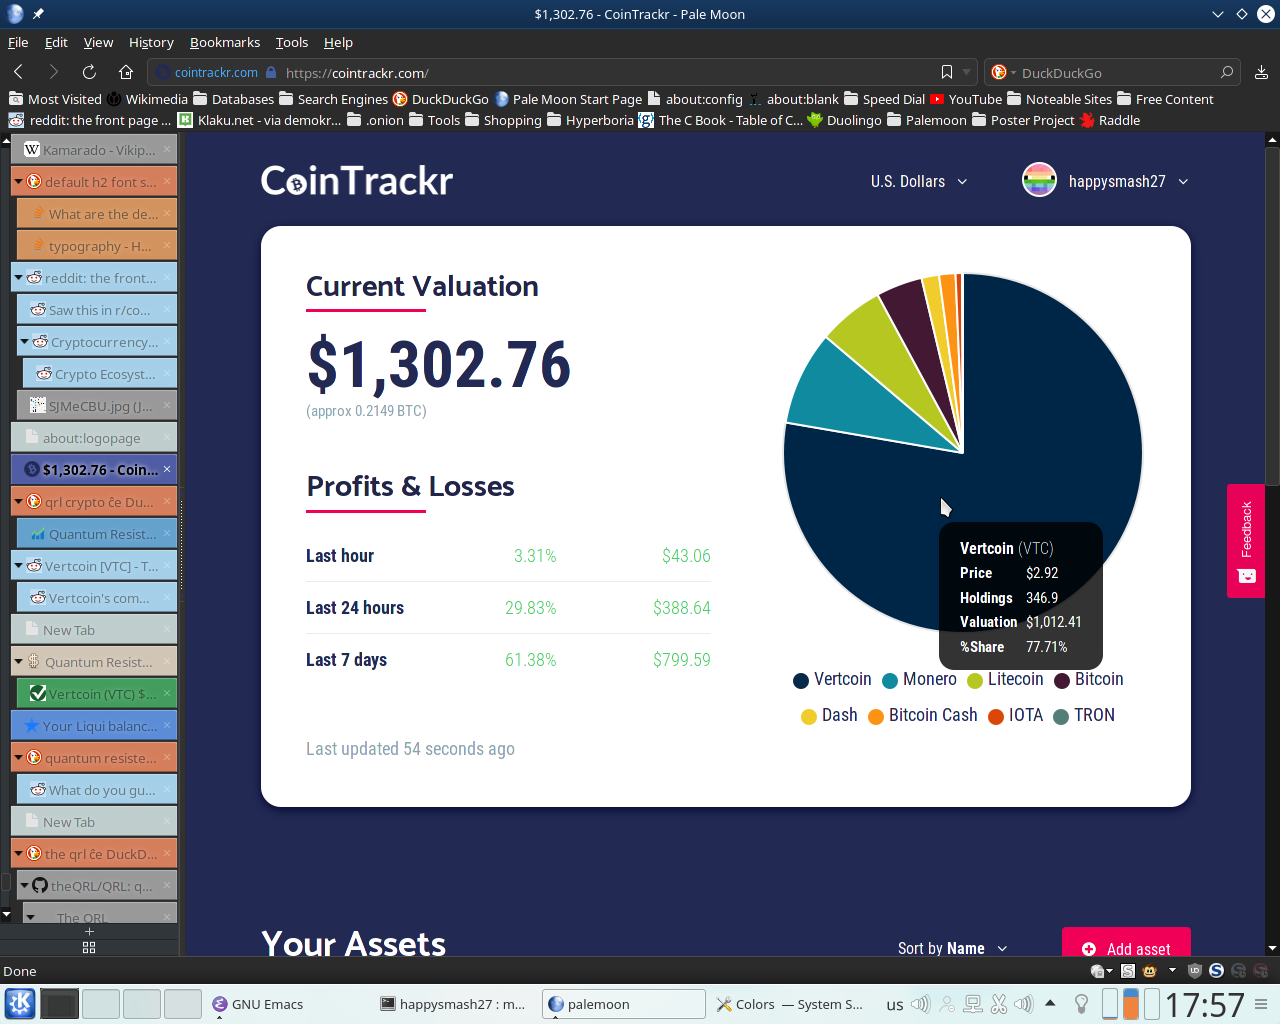 $1,302.76 - CoinTrackr - Pale Moon
File Edit View History Bookmarks Tools Help
cointrackr.com https://cointrackr.com/ DuckDuckGo
Most Visited Wikimedia Databases Search Engines DuckDuckGo Pale Moon Start Page about:config about:blank Speed Dial YouTube Noteable Sites Free Content
reddit: the front page ... Klaku.net - via demokr... .onion Tools Shopping Hyperboria The C Book - Table of C... Duolingo Palemoon Poster Project Raddle
Kamarado - Vikip...
default h2 font s...
What are the de...
typography - H...
reddit: the front...
Saw this in r/co...
Cryptocurrency...
Crypto Ecosyst...
SJMeCBU.jpg (J...
about:logopage
$1,302.76 - Coin...
qrl crypto ĉe Du...
Quantum Resist...
Vertcoin [VTC] - T...
Vertcoin's com...
New Tab
Quantum Resist...
Vertcoin (VTC) $...
Your Liqui balanc...
quantum resiste...
What do you gu...
New Tab
the qrl ĉe DuckD...
theQRL/QRL: q...
The QRL
CoinTrackr
U.S. Dollars
happysmash27
Current Valuation
$1,302.76
(approx 0.2149 BTC)
Profits & Losses
Last hour 3.31% $43.06
Last 24 hours 29.83% $388.64
Last 7 days 61.38% $799.59
Last updated 54 seconds ago
Vertcoin (VTC)
Price $2.92
Holdings 346.9
Valuation $1,012.41
%Share 77.71%
Vertcoin Monero Litecoin Bitcoin
Dash Bitcoin Cash IOTA TRON
Feedback
Your Assets
Sort by Name
Add asset
Done
GNU Emacs
happysmash27 : m...
palemoon
Colors — System S...
us
17:57